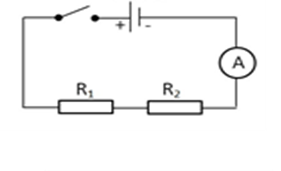 + -
A
R₁ R₂